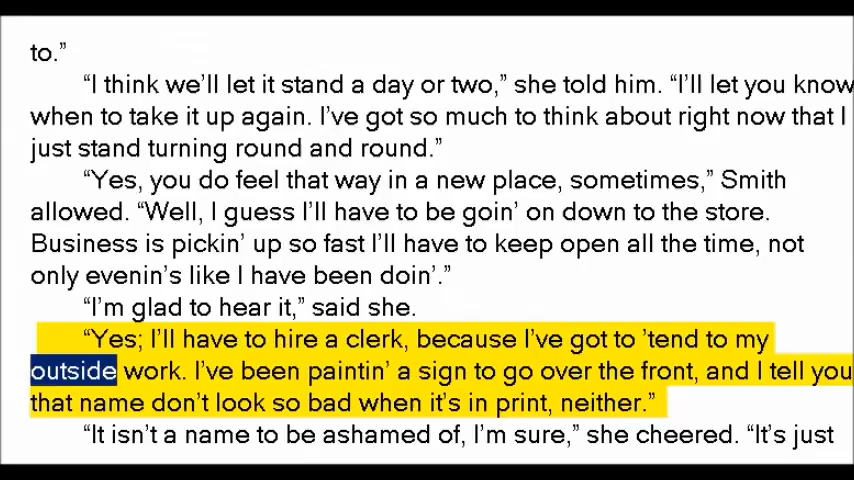 to.”
“I think we’ll let it stand a day or two,” she told him. “I’ll let you know
when to take it up again. I’ve got so much to think about right now that I
just stand turning round and round.”
“Yes, you do feel that way in a new place, sometimes,” Smith
allowed. “Well, I guess I’ll have to be goin’ on down to the store.
Business is pickin’ up so fast I’ll have to keep open all the time, not
only evenin’s like I have been doin’.”
“I’m glad to hear it,” said she.
“Yes; I’ll have to hire a clerk, because I’ve got to ’tend to my
outside work. I’ve been paintin’ a sign to go over the front, and I tell you
that name don’t look so bad when it’s in print, neither.”
“It isn’t a name to be ashamed of, I’m sure,” she cheered. “It’s just